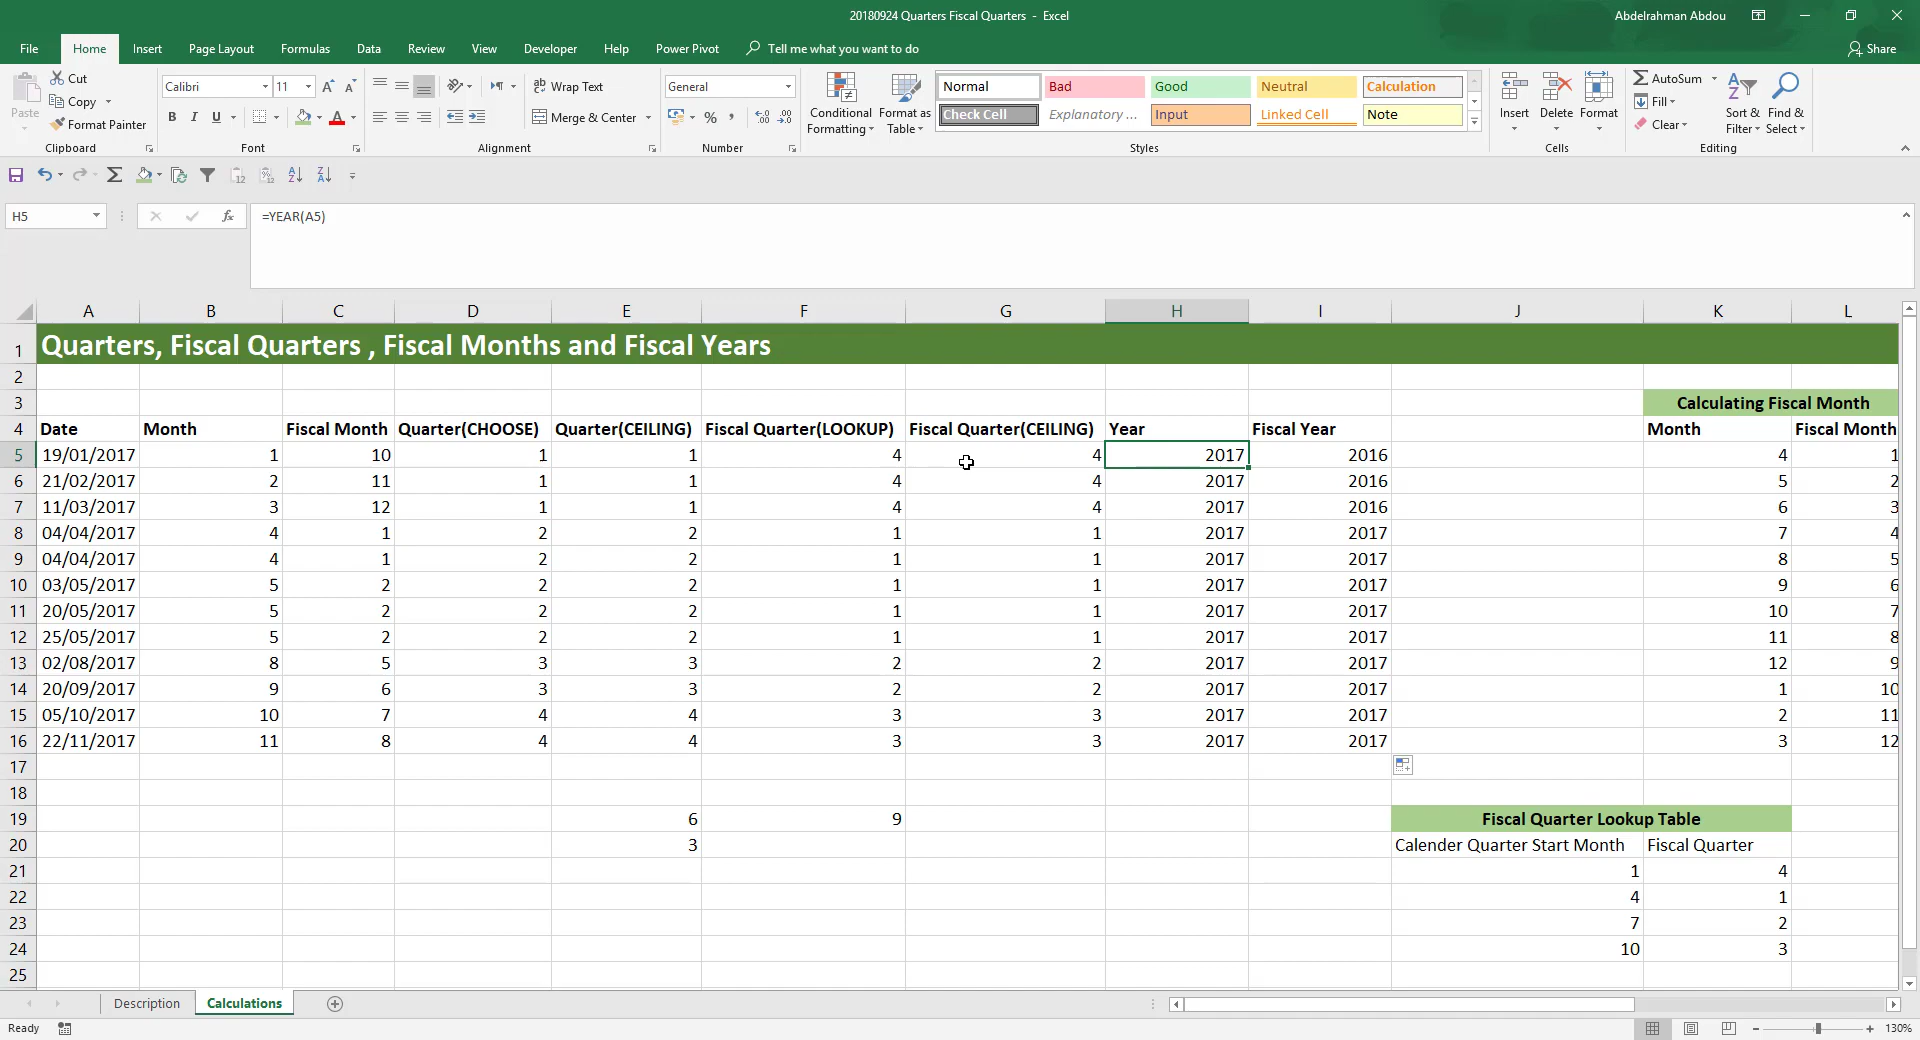 20180924 Quarters Fiscal Quarters - Excel
Abdelrahman Abdou
File Home Insert Page Layout Formulas Data Review View Developer Help Power Pivot Tell me what you want to do Share
Paste Cut
Copy
Format Painter
Clipboard
Calibri 11
B I U
Font
Wrap Text
Merge & Center
Alignment
General
% ,
Number
Conditional Formatting
Format as Table
Normal Bad Good Neutral Calculation
Check Cell Explanatory ... Input Linked Cell Note
Styles
Insert Delete Format
Cells
AutoSum
Fill
Clear
Sort & Filter
Find & Select
Editing
H5 fx =YEAR(A5)
A B C D E F G H I J K L
1 Quarters, Fiscal Quarters , Fiscal Months and Fiscal Years
2
3 Calculating Fiscal Month
4 Date Month Fiscal Month Quarter(CHOOSE) Quarter(CEILING) Fiscal Quarter(LOOKUP) Fiscal Quarter(CEILING) Year Fiscal Year Month Fiscal Month
5 19/01/2017 1 10 1 1 4 4 2017 2016 4 1
6 21/02/2017 2 11 1 1 4 4 2017 2016 5 2
7 11/03/2017 3 12 1 1 4 4 2017 2016 6 3
8 04/04/2017 4 1 2 2 1 1 2017 2017 7 4
9 04/04/2017 4 1 2 2 1 1 2017 2017 8 5
10 03/05/2017 5 2 2 2 1 1 2017 2017 9 6
11 20/05/2017 5 2 2 2 1 1 2017 2017 10 7
12 25/05/2017 5 2 2 2 1 1 2017 2017 11 8
13 02/08/2017 8 5 3 3 2 2 2017 2017 12 9
14 20/09/2017 9 6 3 3 2 2 2017 2017 1 10
15 05/10/2017 10 7 4 4 3 3 2017 2017 2 11
16 22/11/2017 11 8 4 4 3 3 2017 2017 3 12
17
18
19 6 9 Fiscal Quarter Lookup Table
20 3 Calender Quarter Start Month Fiscal Quarter
21 1 4
22 4 1
23 7 2
24 10 3
25
Description Calculations
Ready 130%